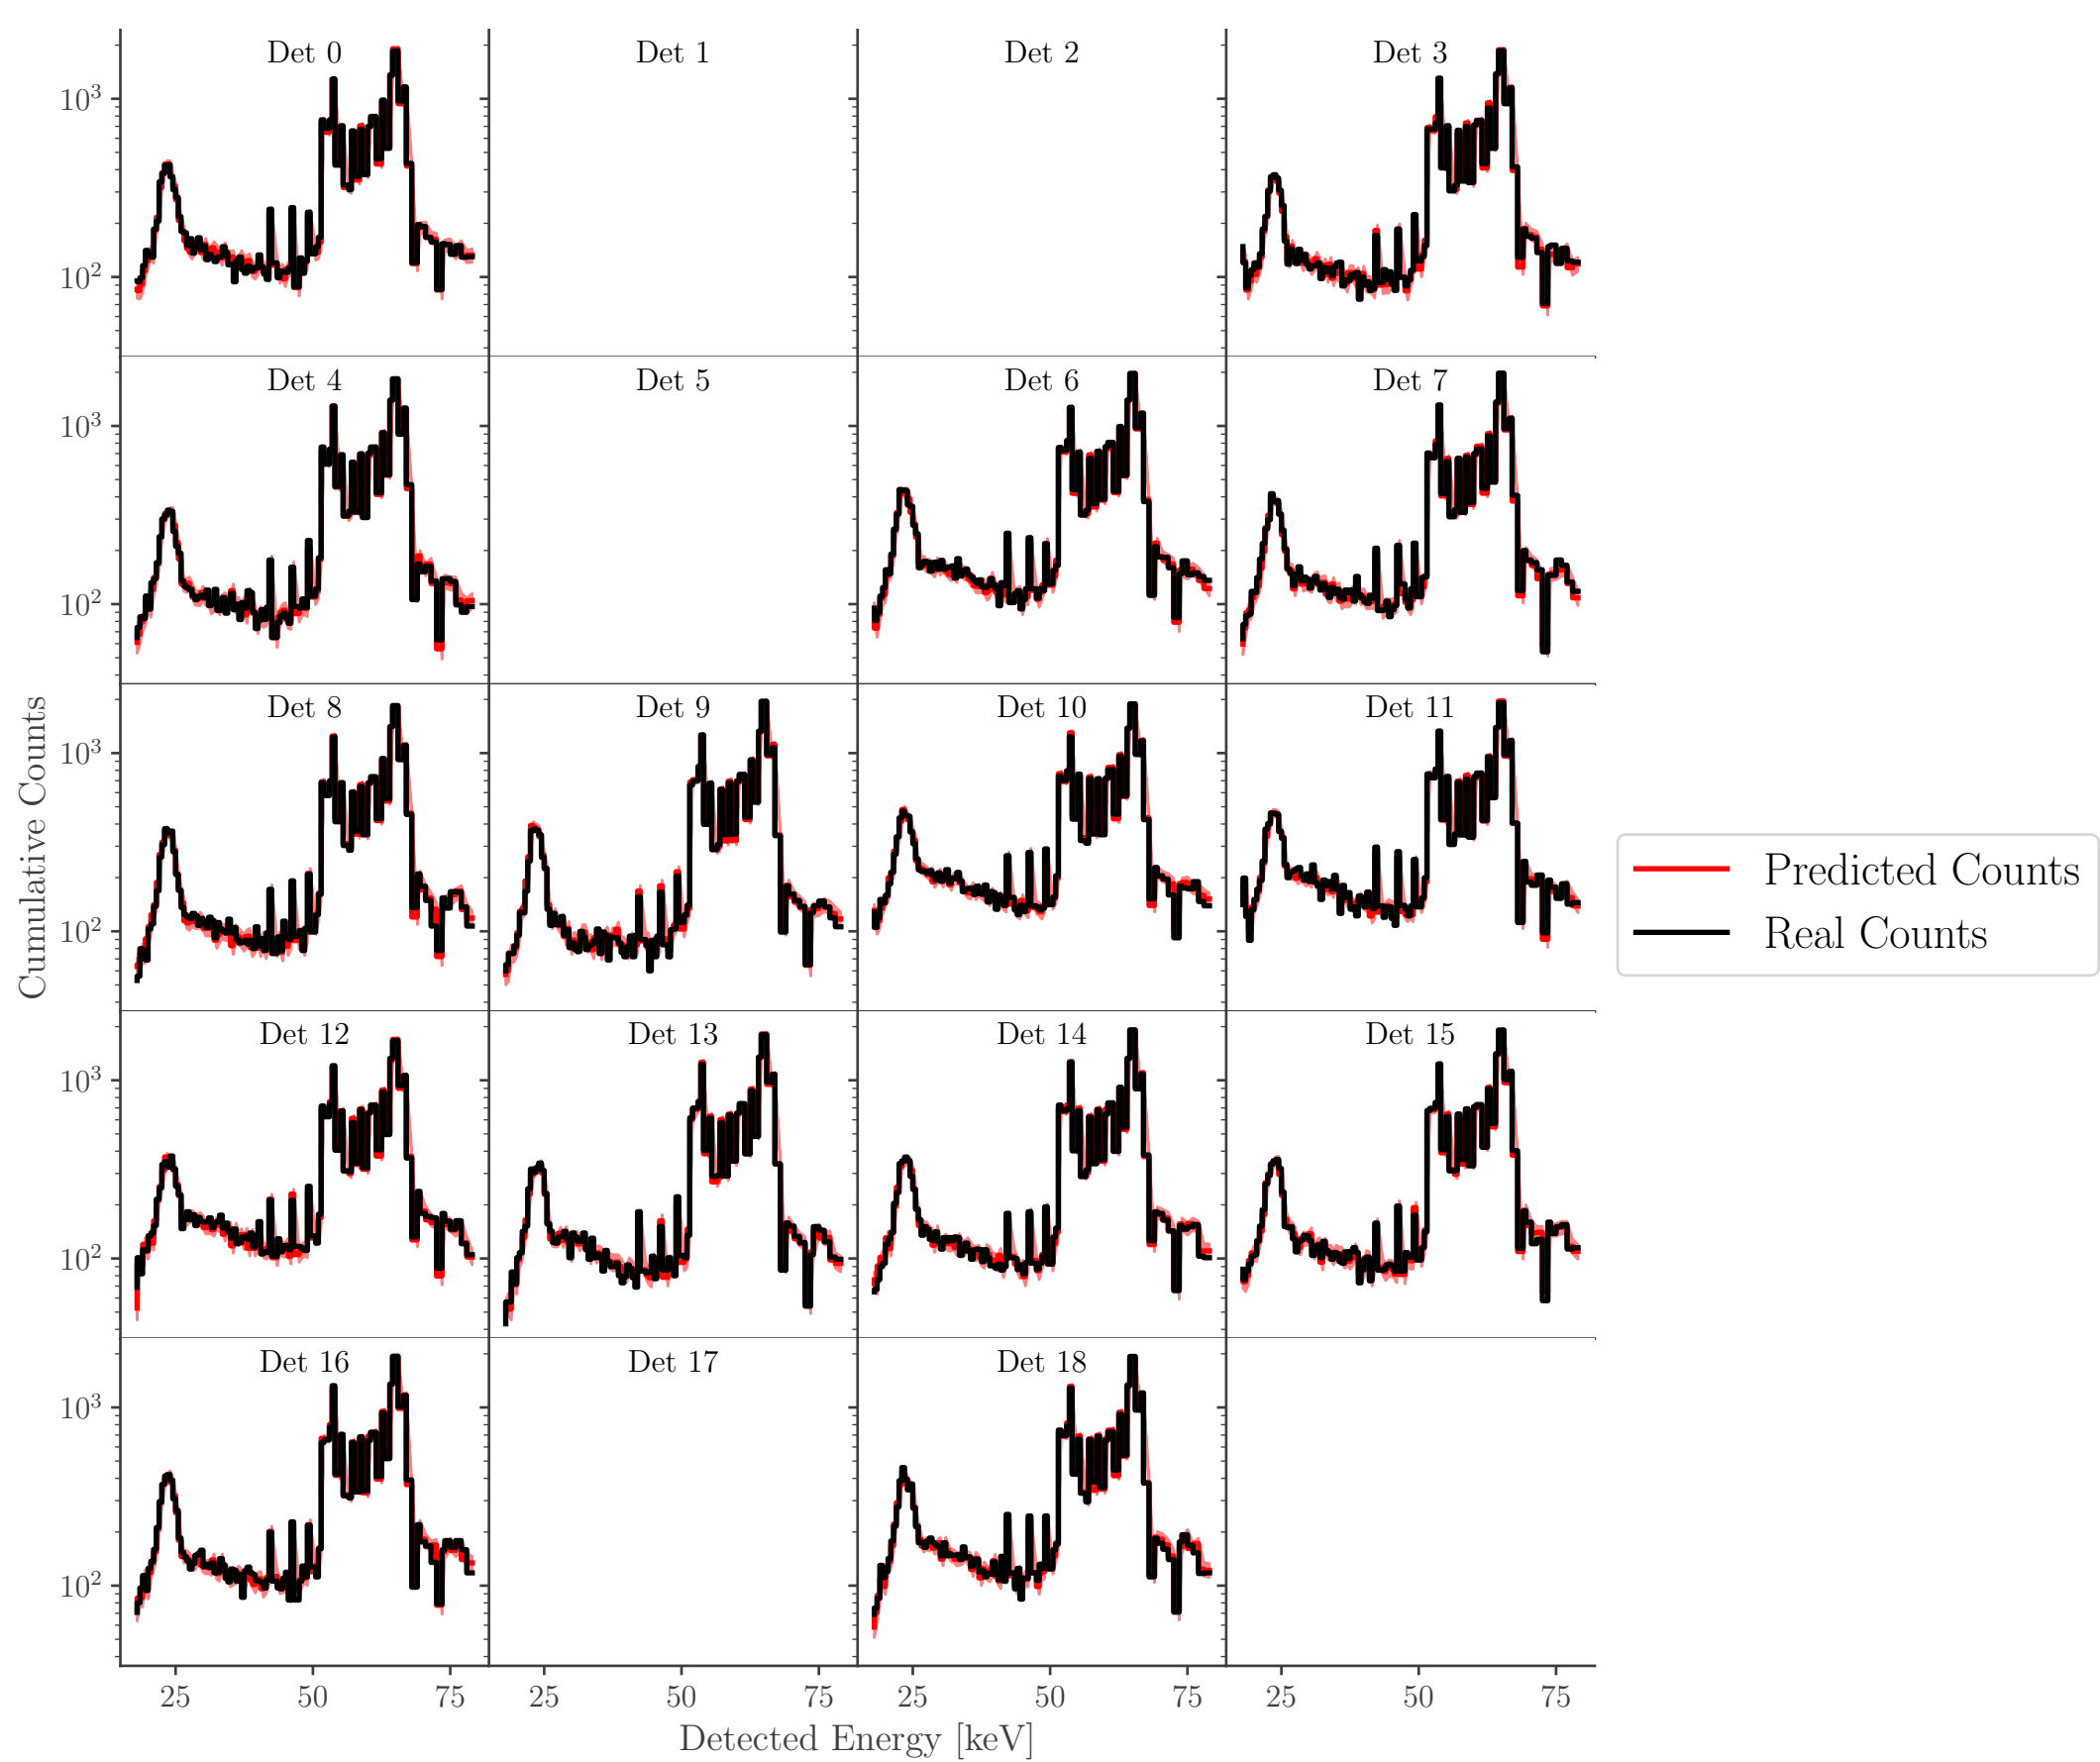 Det 0
Det 1
Det 2
Det 3
10³
10²
Det 4
Det 5
Det 6
Det 7
10³
10²
Det 8
Det 9
Det 10
Det 11
10³
10²
Det 12
Det 13
Det 14
Det 15
10³
10²
Det 16
Det 17
Det 18
10³
10²
25 50 75
25 50 75
25 50 75
25 50 75
Detected Energy [keV]
Cumulative Counts
Predicted Counts
Real Counts